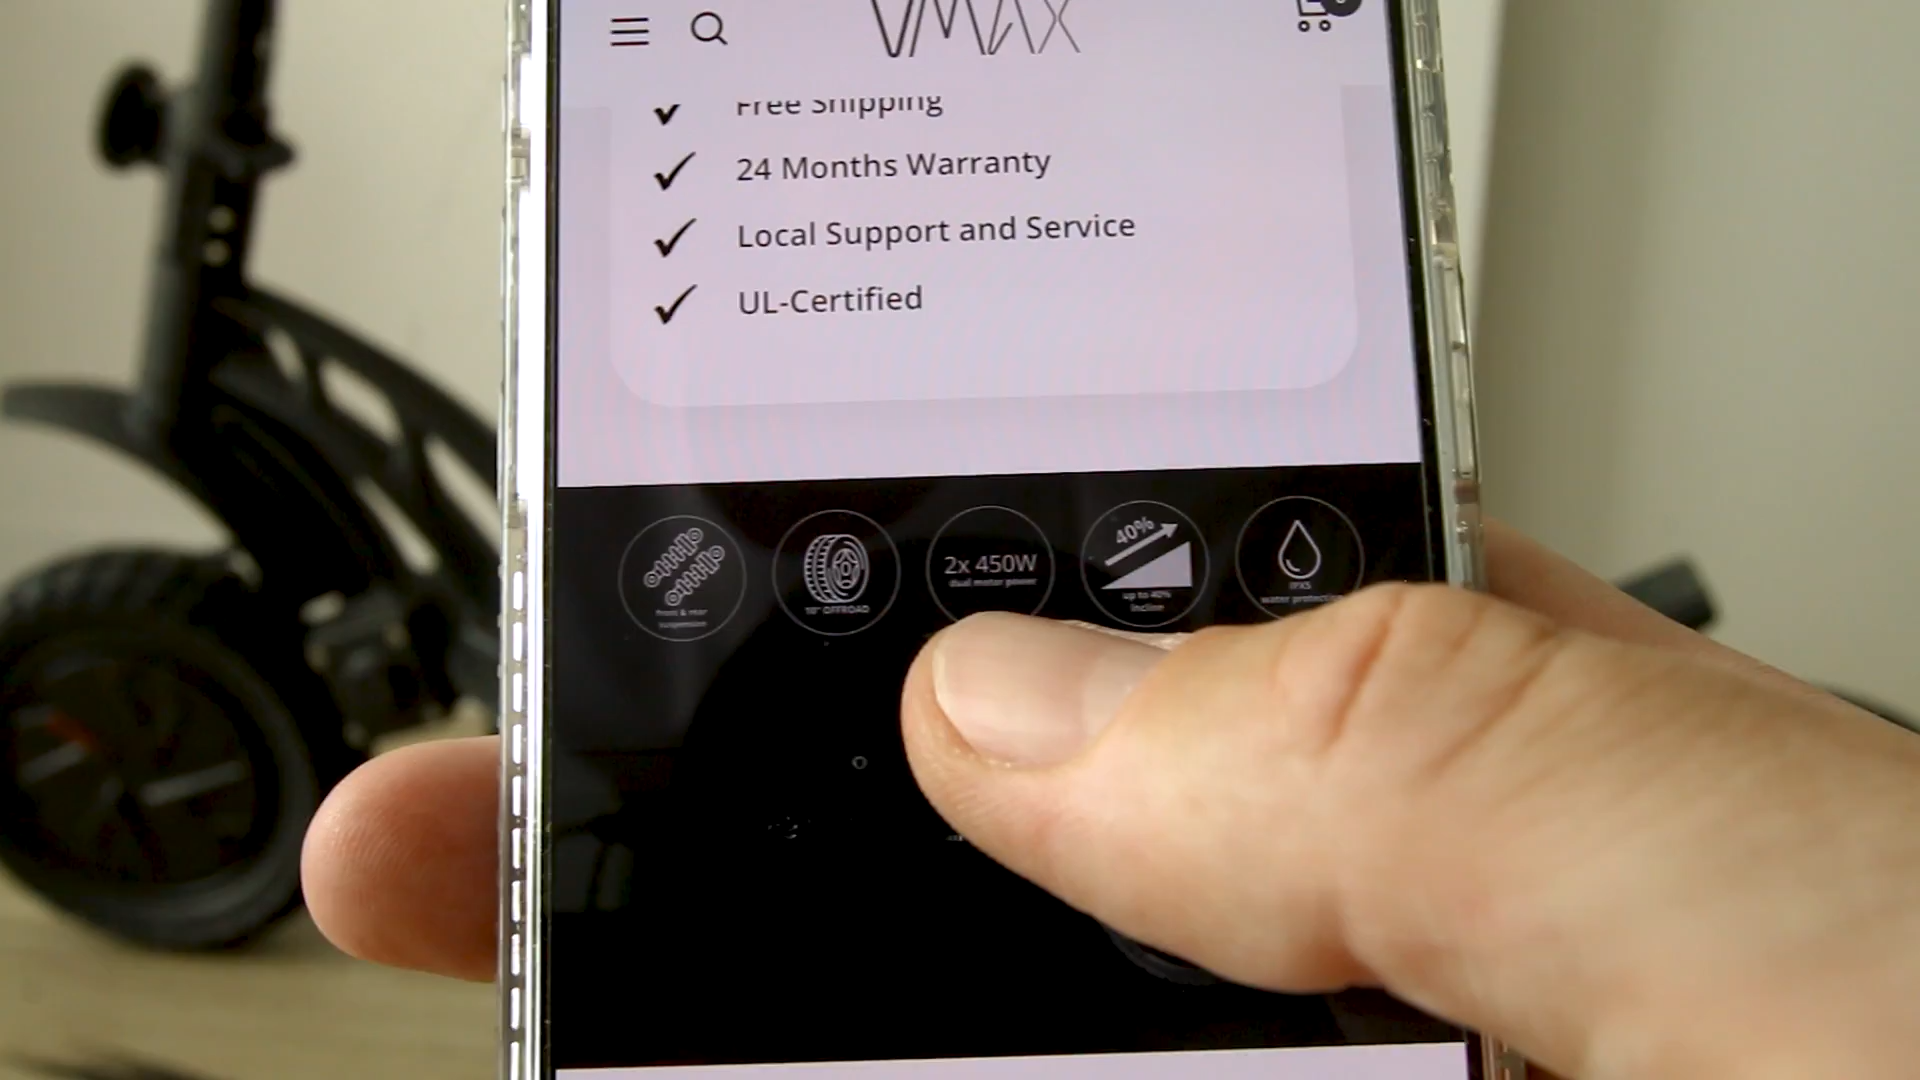 VMAX
Free Shipping
24 Months Warranty
Local Support and Service
UL-Certified
front & rear
suspension
10" OFFROAD
2x 450W
dual motor power
40%
up to 40%
incline
IPX5
water protection